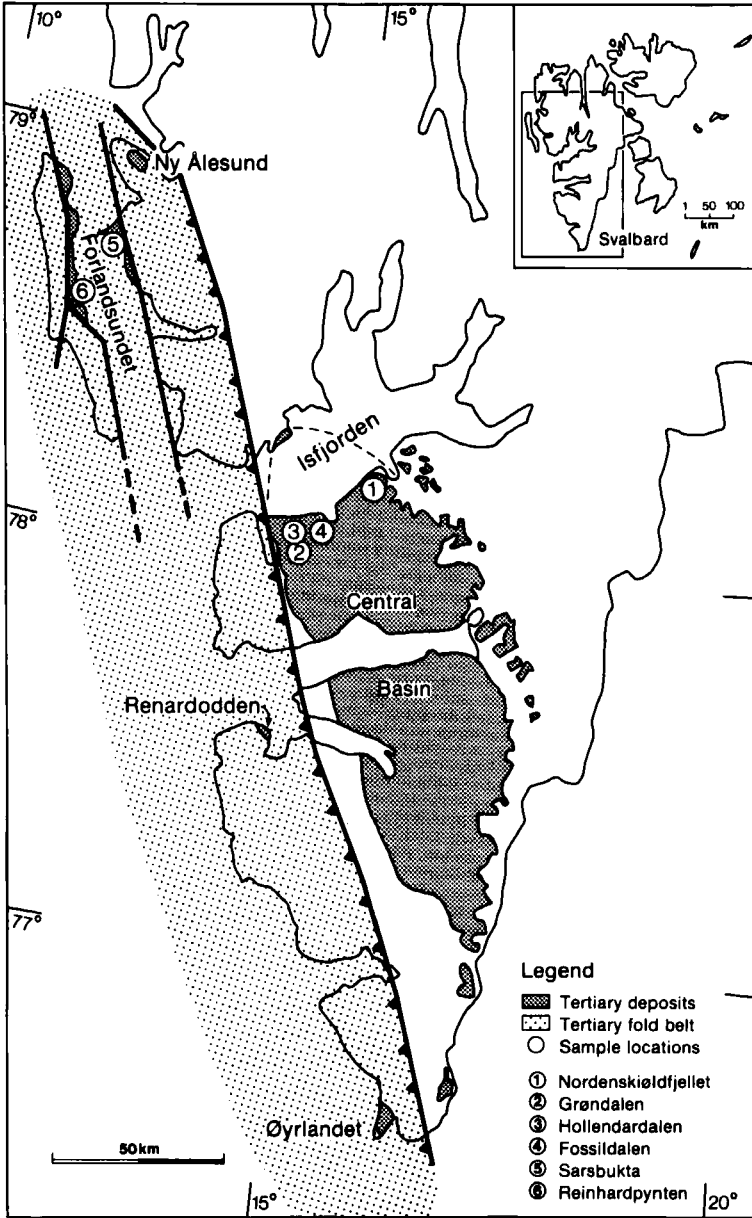 10°
15°
79°
Ny Ålesund
1 50 100
km
Svalbard
5
Forlandsundet
6
Isfjorden
1
78°
3 4
2
Central
Basin
Renardodden
77°
Legend
Tertiary deposits
Tertiary fold belt
Sample locations
1 Nordenskiøldfjellet
2 Grøndalen
3 Hollendardalen
4 Fossildalen
5 Sarsbukta
6 Reinhardpynten
Øyrlandet
50km
15°
20°